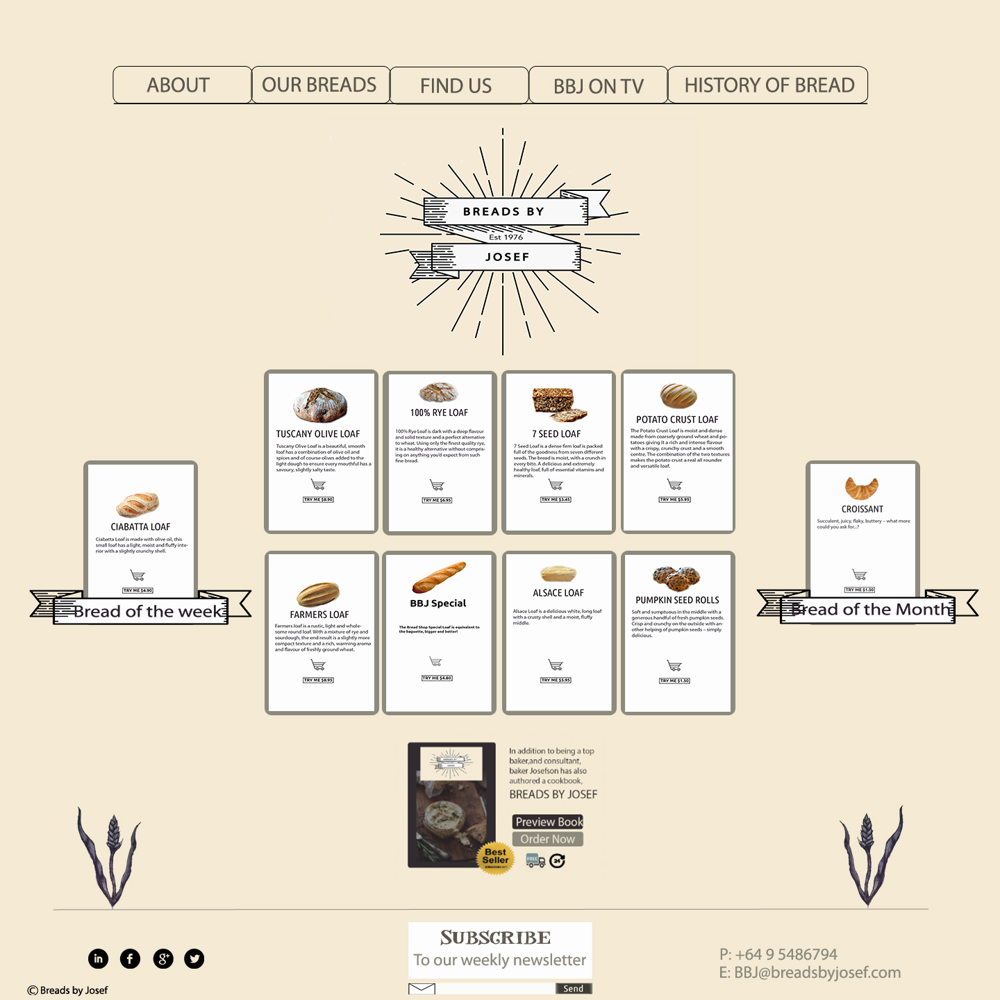 ABOUT
OUR BREADS
FIND US
BBJ ON TV
HISTORY OF BREAD
BREADS BY
Est 1976
JOSEF
TUSCANY OLIVE LOAF
Tuscany Olive Loaf is a beautiful, smooth
loaf has a combination of olive oil and
spices and of course olives added to the
light dough to ensure every mouthful has a
savoury, slightly salty taste.
TRY ME $8.90
100% RYE LOAF
100% Rye Loaf is dark with a deep flavour
and solid texture and a perfect alternative
to wheat. Using only the finest quality rye,
it is a healthy alternative without compris-
ing on anything you'd expect from such
fine bread.
TRY ME $6.95
7 SEED LOAF
7 Seed Loaf is a dense firm loaf is packed
full of the goodness from seven different
seeds. The bread is moist, with a crunch in
every bite. A delicious and extremely
healthy loaf, full of essential vitamins and
minerals.
TRY ME $3.45
POTATO CRUST LOAF
The Potato Crust Loaf is moist and dense
made from coarsely ground wheat and po-
tatoes giving it a rich and intense flavour
with a crispy, crunchy crust and a smooth
centre. The combination of the two textures
makes the potato crust a real all rounder
and versatile loaf.
TRY ME $5.95
CIABATTA LOAF
Ciabatta Loaf is made with olive oil, this
small loaf has a light, moist and fluffy inte-
rior with a slightly crunchy shell.
TRY ME $4.90
Bread of the week
CROISSANT
Succulent, juicy, flaky, buttery – what more
could you ask for...?
TRY ME $1.50
Bread of the Month
FARMERS LOAF
Farmers loaf is a rustic, light and whole-
some round loaf. With a mixture of rye and
sourdough, the end result is a slightly more
compact texture and a rich, warming aroma
and flavour of freshly ground wheat.
TRY ME $8.95
BBJ Special
The Bread Shop Special Loaf is equivalent to
the baguette, bigger and better!
TRY ME $4.80
ALSACE LOAF
Alsace Loaf is a delicious white, long loaf
with a crusty shell and a moist, fluffy
middle.
TRY ME $5.95
PUMPKIN SEED ROLLS
Soft and sumptuous in the middle with a
generous handful of fresh pumpkin seeds.
Crisp and crunchy on the outside with an-
other helping of pumpkin seeds – simply
delicious.
TRY ME $1.50
BREADS BY
JOSEF
In addition to being a top
baker,and consultant,
baker Josefson has also
authored a cookbook,
BREADS BY JOSEF
Preview Book
Order Now
Best
Seller
FREE
24
SUBSCRIBE
To our weekly newsletter
Send
in f g+
P: +64 9 5486794
E: BBJ@breadsbyjosef.com
© Breads by Josef